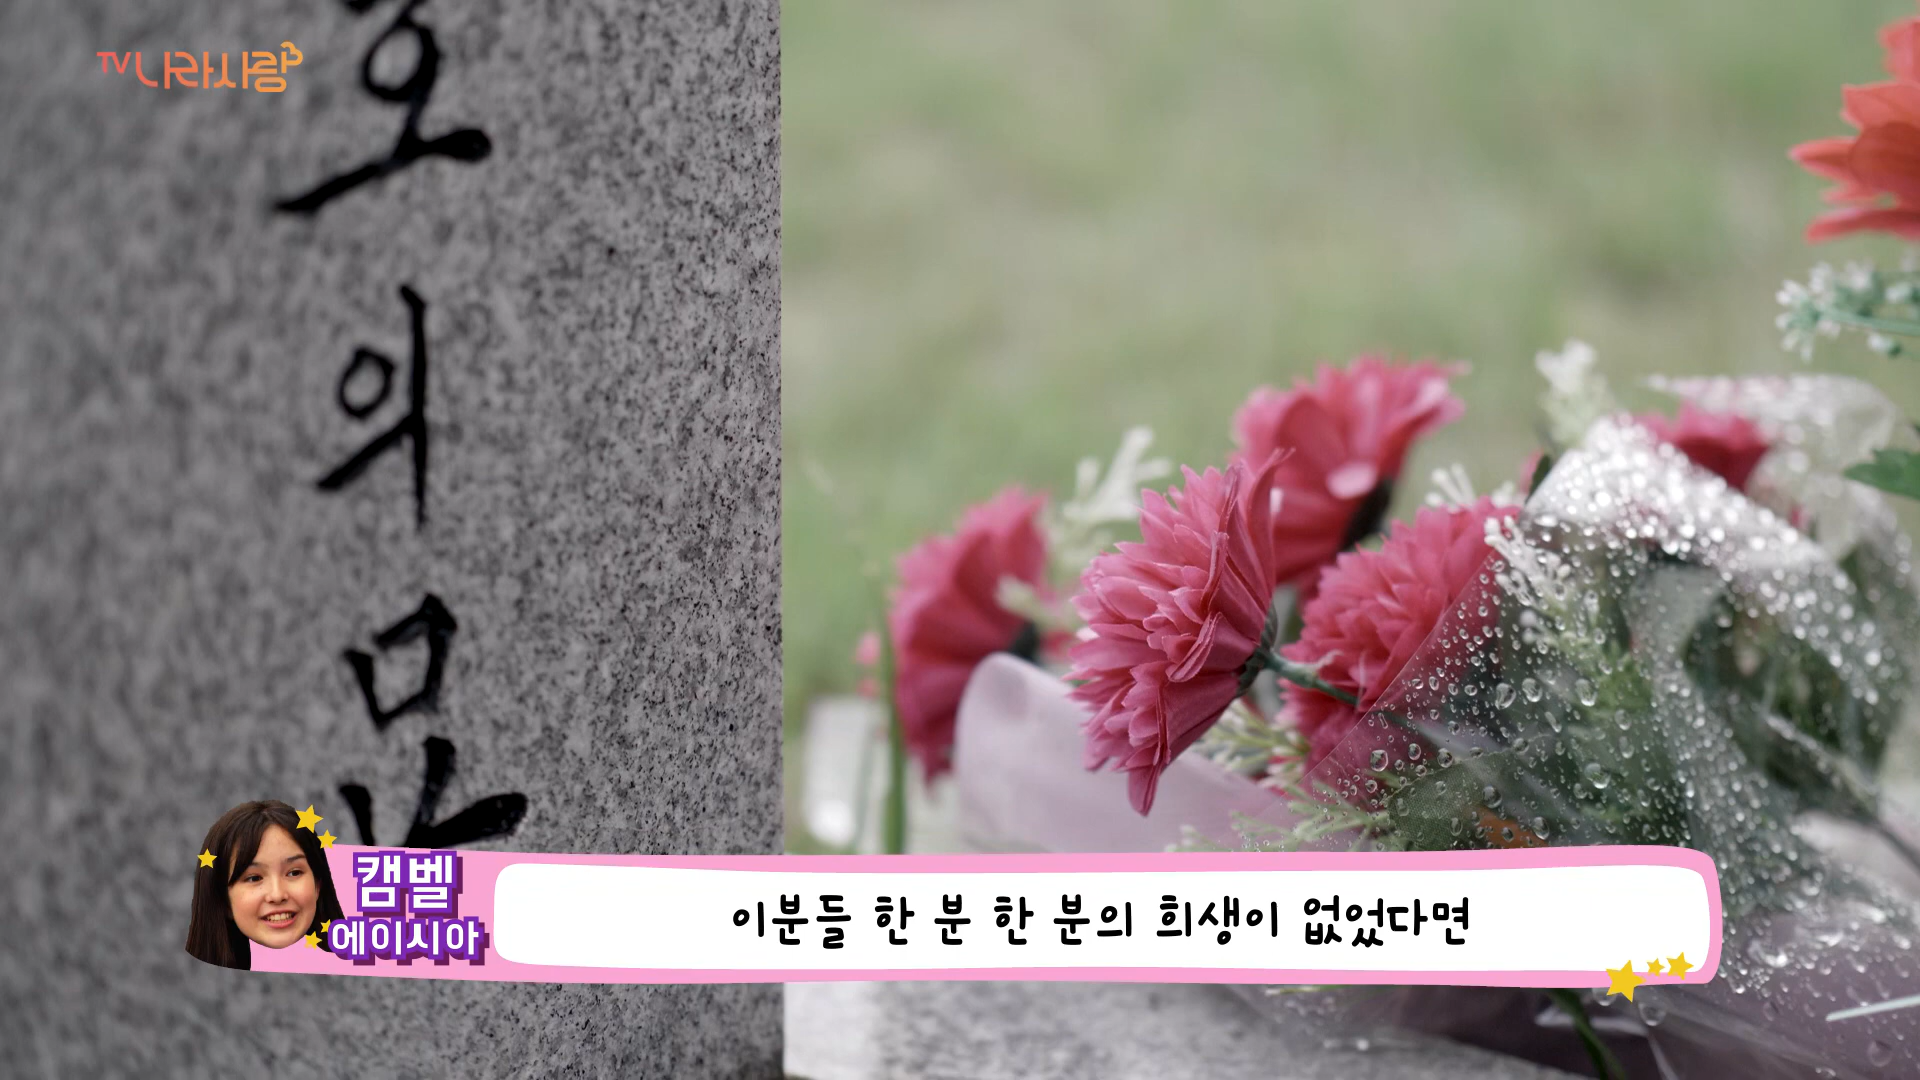 TV나라사랑
호
의
묘
캠벨
에이시아
이분들 한 분 한 분의 희생이 없었다면